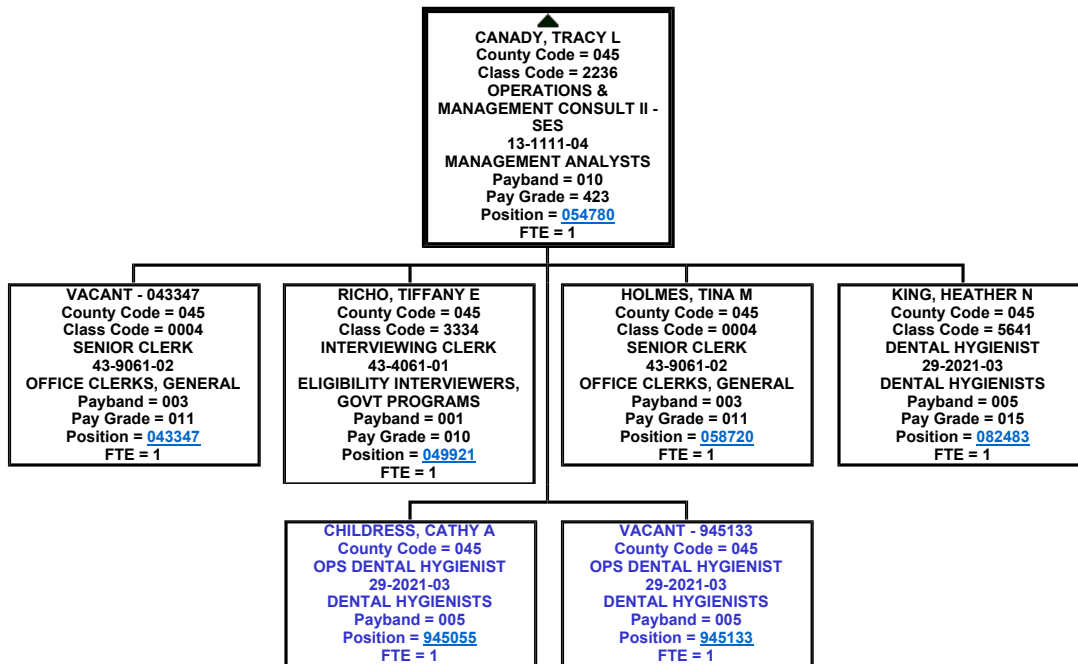 CANADY, TRACY L
County Code = 045
Class Code = 2236
OPERATIONS &
MANAGEMENT CONSULT II -
SES
13-1111-04
MANAGEMENT ANALYSTS
Payband = 010
Pay Grade = 423
Position = 054780
FTE = 1
VACANT - 043347
County Code = 045
Class Code = 0004
SENIOR CLERK
43-9061-02
OFFICE CLERKS, GENERAL
Payband = 003
Pay Grade = 011
Position = 043347
FTE = 1
RICHO, TIFFANY E
County Code = 045
Class Code = 3334
INTERVIEWING CLERK
43-4061-01
ELIGIBILITY INTERVIEWERS,
GOVT PROGRAMS
Payband = 001
Pay Grade = 010
Position = 049921
FTE = 1
HOLMES, TINA M
County Code = 045
Class Code = 0004
SENIOR CLERK
43-9061-02
OFFICE CLERKS, GENERAL
Payband = 003
Pay Grade = 011
Position = 058720
FTE = 1
KING, HEATHER N
County Code = 045
Class Code = 5641
DENTAL HYGIENIST
29-2021-03
DENTAL HYGIENISTS
Payband = 005
Pay Grade = 015
Position = 082483
FTE = 1
CHILDRESS, CATHY A
County Code = 045
OPS DENTAL HYGIENIST
29-2021-03
DENTAL HYGIENISTS
Payband = 005
Position = 945055
FTE = 1
VACANT - 945133
County Code = 045
OPS DENTAL HYGIENIST
29-2021-03
DENTAL HYGIENISTS
Payband = 005
Position = 945133
FTE = 1